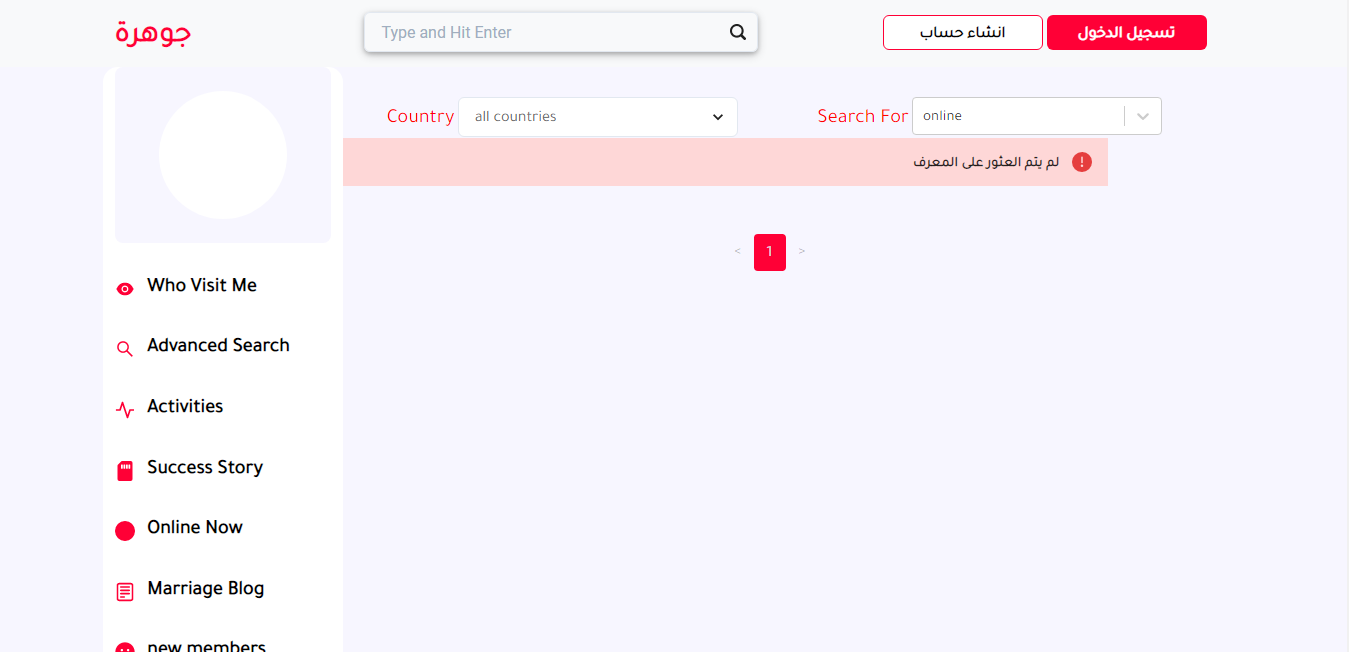 جوهرة
Type and Hit Enter
انشاء حساب
تسجيل الدخول
Country
all countries
Search For
online
لم يتم العثور على المعرف
< 1 >
Who Visit Me
Advanced Search
Activities
Success Story
Online Now
Marriage Blog
new members